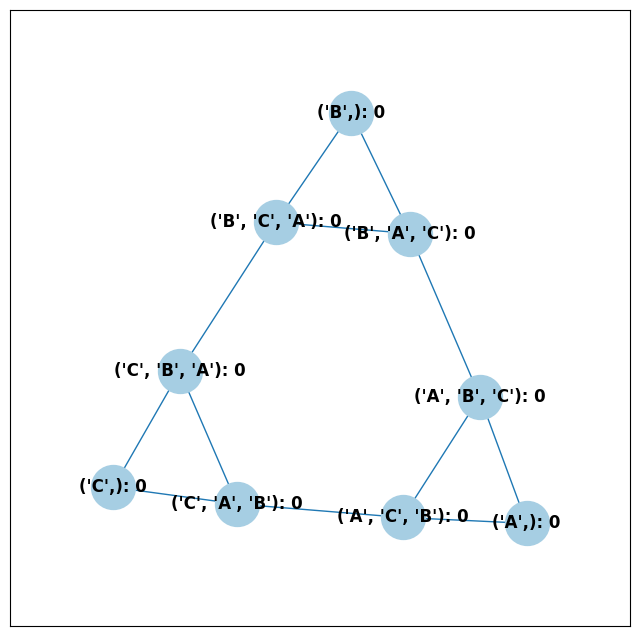 ('B',): 0
('B', 'C', 'A'): 0
('B', 'A', 'C'): 0
('C', 'B', 'A'): 0
('A', 'B', 'C'): 0
('C',): 0
('C', 'A', 'B'): 0
('A', 'C', 'B'): 0
('A',): 0